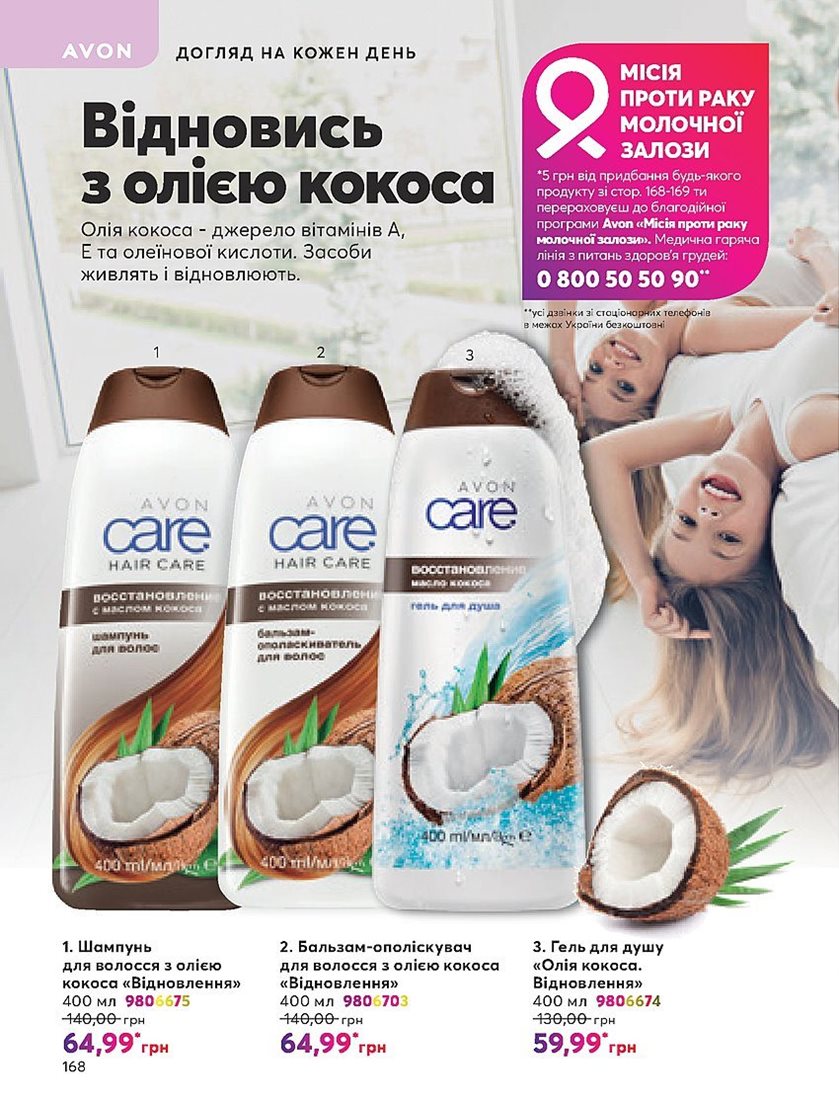 AVON
ДОГЛЯД НА КОЖЕН ДЕНЬ
Відновись
з олією кокоса
Олія кокоса - джерело вітамінів А,
Е та олеїнової кислоти. Засоби
живлять і відновлюють.
МІСІЯ
ПРОТИ РАКУ
МОЛОЧНОЇ
ЗАЛОЗИ
*5 грн від придбання будь-якого
продукту зі стор. 168-169 ти
перераховуєш до благодійної
програми Avon «Місія проти раку
молочної залози». Медична гаряча
лінія з питань здоров'я грудей:
0 800 50 50 90**
**усі дзвінки зі стаціонарних телефонів
в межах України безкоштовні
1
2
3
AVON
care
HAIR CARE
ВОССТАНОВЛЕНИЕ
С МАСЛОМ КОКОСА
шампунь
для волос
400 ml/мл/
AVON
care
HAIR CARE
ВОССТАНОВЛЕНИЕ
С МАСЛОМ КОКОСА
бальзам-
ополаскиватель
для волос
400 ml/мл/
AVON
care
ВОССТАНОВЛЕНИЕ
МАСЛО КОКОСА
гель для душа
400 ml/мл/
1. Шампунь
для волосся з олією
кокоса «Відновлення»
400 мл 9806675
140,00 грн
64,99* грн
2. Бальзам-ополіскувач
для волосся з олією кокоса
«Відновлення»
400 мл 9806703
140,00 грн
64,99* грн
3. Гель для душу
«Олія кокоса.
Відновлення»
400 мл 9806674
130,00 грн
59,99* грн
168